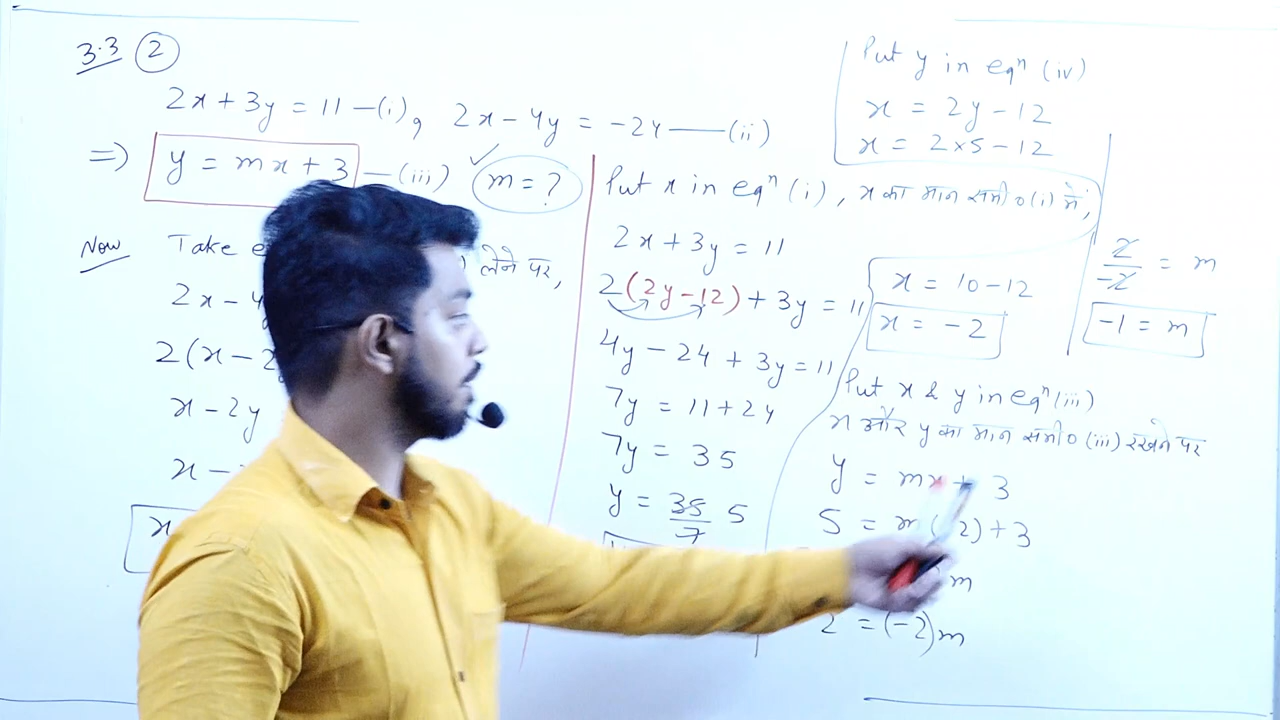 3.3 (2)
2x + 3y = 11 —(i), 2x - 4y = -24 ——(ii)
=> y = mx + 3 —(iii) m = ?
Now Take लेने पर,
2x - 4
2(x - 2
x - 2y
x -
x
Put x in eqⁿ (i), x का मान समी० (i) में,
2x + 3y = 11
2(2y - 12) + 3y = 11
4y - 24 + 3y = 11
7y = 11 + 24
7y = 35
y = 35/7 5
Put y in eqⁿ (iv)
x = 2y - 12
x = 2×5 - 12
x = 10 - 12
x = -2
Put x & y in eqⁿ (iii)
x और y का मान समी० (iii) रखने पर
y = mx + 3
5 = m(-2) + 3
m
2 = (-2)m
2/-2 = m
-1 = m